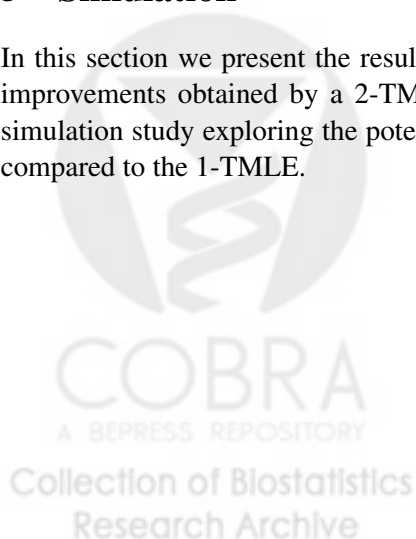 In this section we present the resul
improvements obtained by a 2-TM
simulation study exploring the pote
compared to the 1-TMLE.
COBRA
A BEPRESS REPOSITORY
Collection of Biostatistics
Research Archive